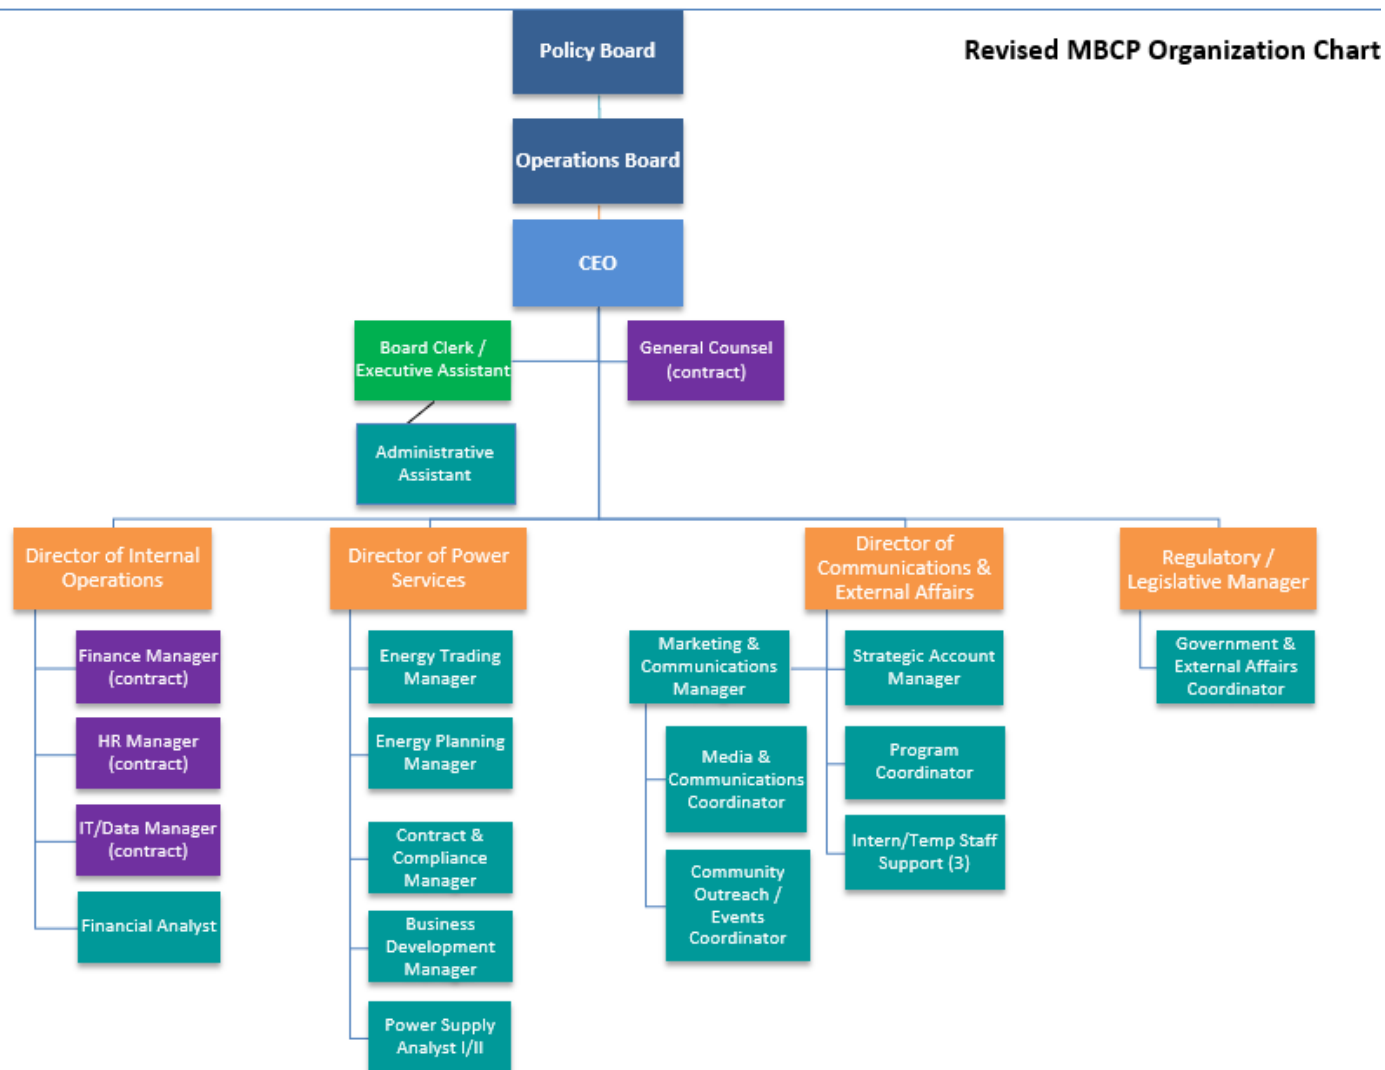 Revised MBCP Organization Chart
Policy Board
Operations Board
CEO
Board Clerk /
Executive Assistant
General Counsel
(contract)
Administrative
Assistant
Director of Internal
Operations
Director of Power
Services
Director of
Communications &
External Affairs
Regulatory /
Legislative Manager
Finance Manager
(contract)
HR Manager
(contract)
IT/Data Manager
(contract)
Financial Analyst
Energy Trading
Manager
Energy Planning
Manager
Contract &
Compliance
Manager
Business
Development
Manager
Power Supply
Analyst I/II
Marketing &
Communications
Manager
Media &
Communications
Coordinator
Community
Outreach /
Events
Coordinator
Strategic Account
Manager
Program
Coordinator
Intern/Temp Staff
Support (3)
Government &
External Affairs
Coordinator